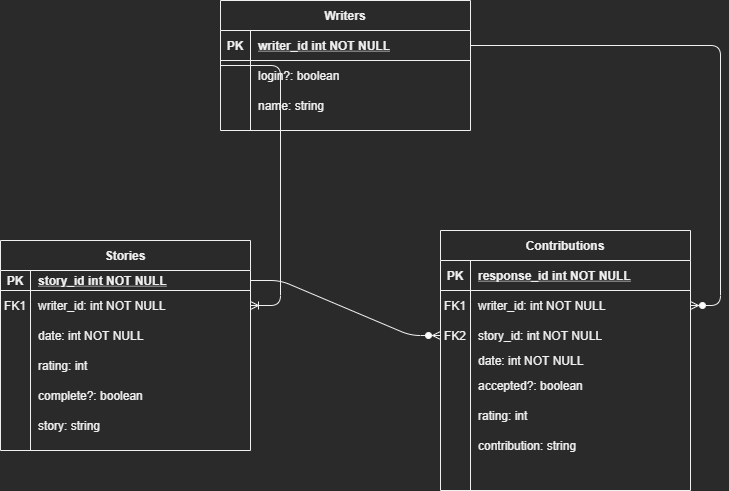 Writers
PK writer_id int NOT NULL
login?: boolean
name: string
Stories
PK story_id int NOT NULL
FK1 writer_id: int NOT NULL
date: int NOT NULL
rating: int
complete?: boolean
story: string
Contributions
PK response_id int NOT NULL
FK1 writer_id: int NOT NULL
FK2 story_id: int NOT NULL
date: int NOT NULL
accepted?: boolean
rating: int
contribution: string